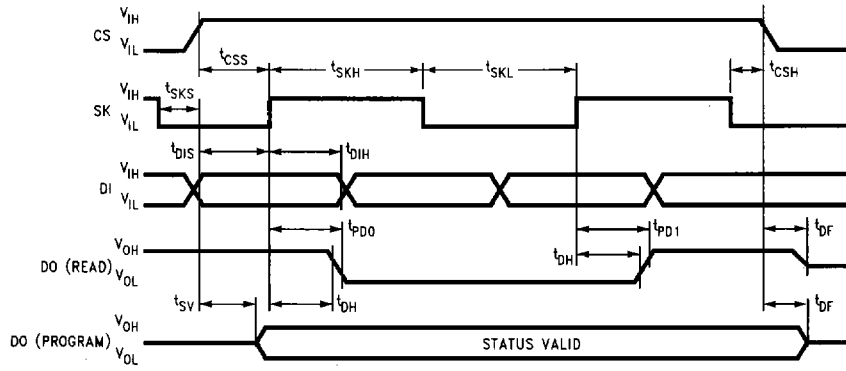 V_IH
CS
V_IL
t_CSS
t_SKH
t_SKL
t_CSH
V_IH
t_SKS
SK
V_IL
t_DIS
t_DIH
V_IH
DI
V_IL
t_PD0
t_PD1
t_DF
V_OH
DO (READ)
V_OL
t_DH
t_SV
t_DH
t_DF
V_OH
DO (PROGRAM)
V_OL
STATUS VALID